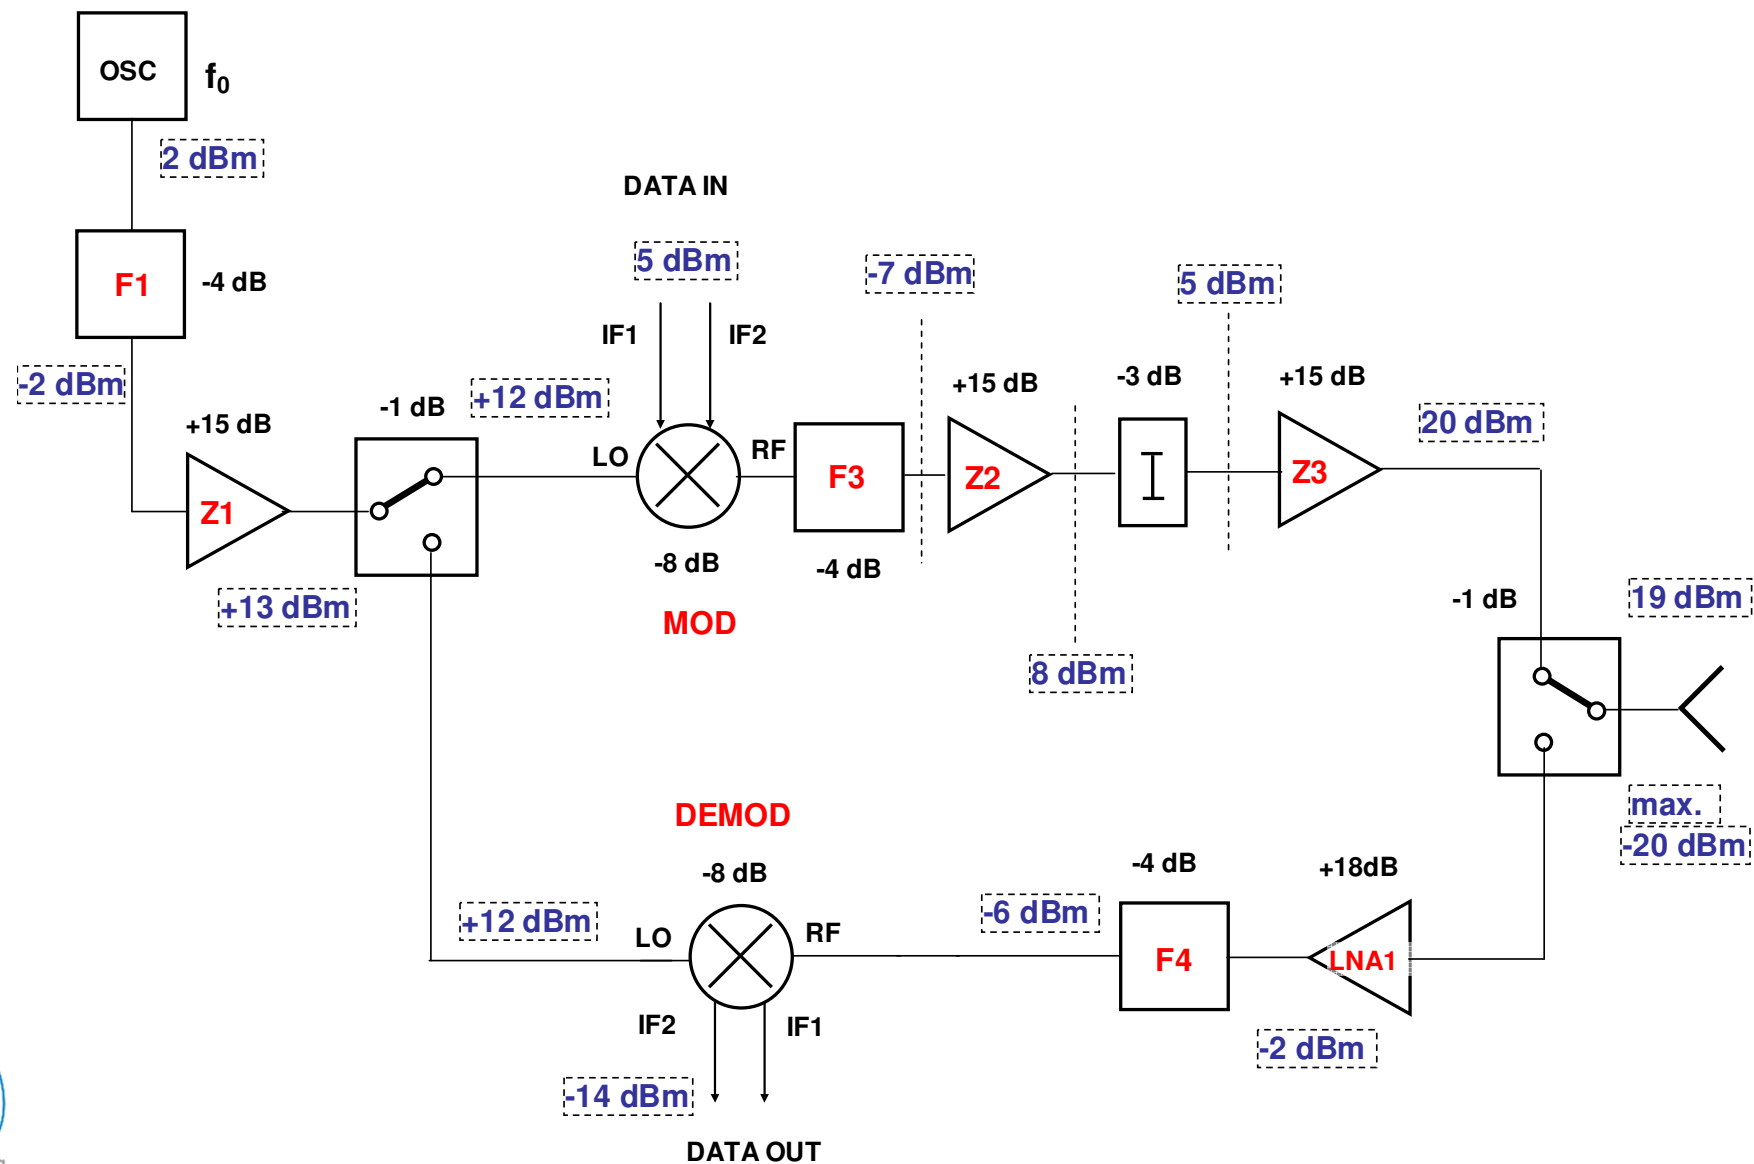 OSC
f₀
2 dBm
F1
-4 dB
-2 dBm
+15 dB
Z1
+13 dBm
-1 dB
+12 dBm
DATA IN
5 dBm
IF1
IF2
LO
RF
-8 dB
MOD
F3
-4 dB
-7 dBm
+15 dB
Z2
8 dBm
-3 dB
I
5 dBm
+15 dB
Z3
20 dBm
-1 dB
19 dBm
max.
-20 dBm
+18dB
LNA1
-2 dBm
-4 dB
F4
-6 dBm
DEMOD
-8 dB
+12 dBm
LO
RF
IF2
IF1
-14 dBm
DATA OUT